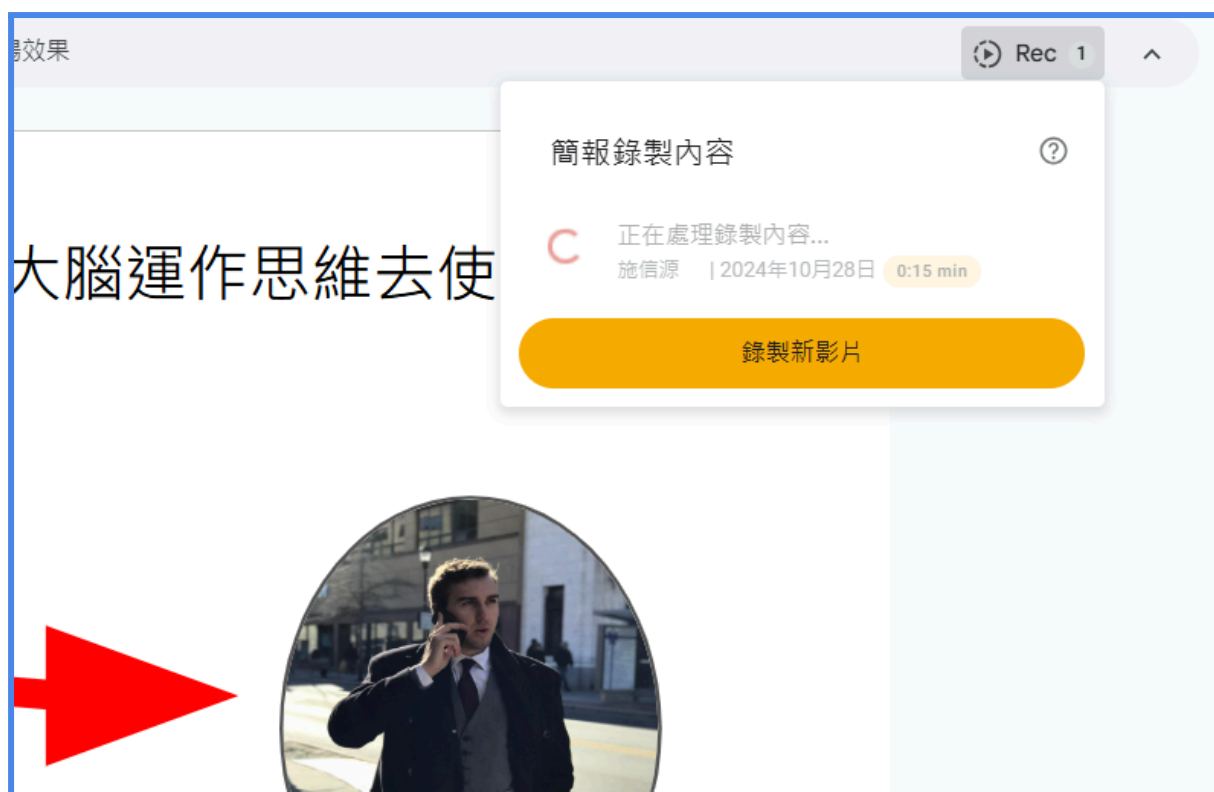 場效果
Rec 1
簡報錄製內容
正在處理錄製內容...
大腦運作思維去使
施信源 | 2024年10月28日 0:15 min
錄製新影片